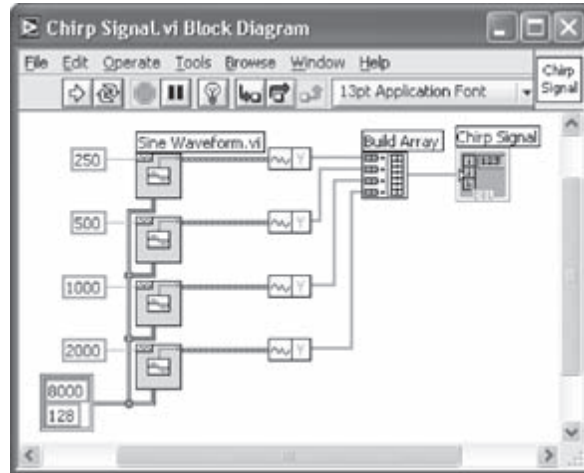 Chirp Signal.vi Block Diagram
File Edit Operate Tools Browse Window Help
Chirp
Signal
13pt Application Font
Sine Waveform.vi
Build Array
Chirp Signal
250
Y
123
500
Y
1000
Y
2000
Y
8000
128